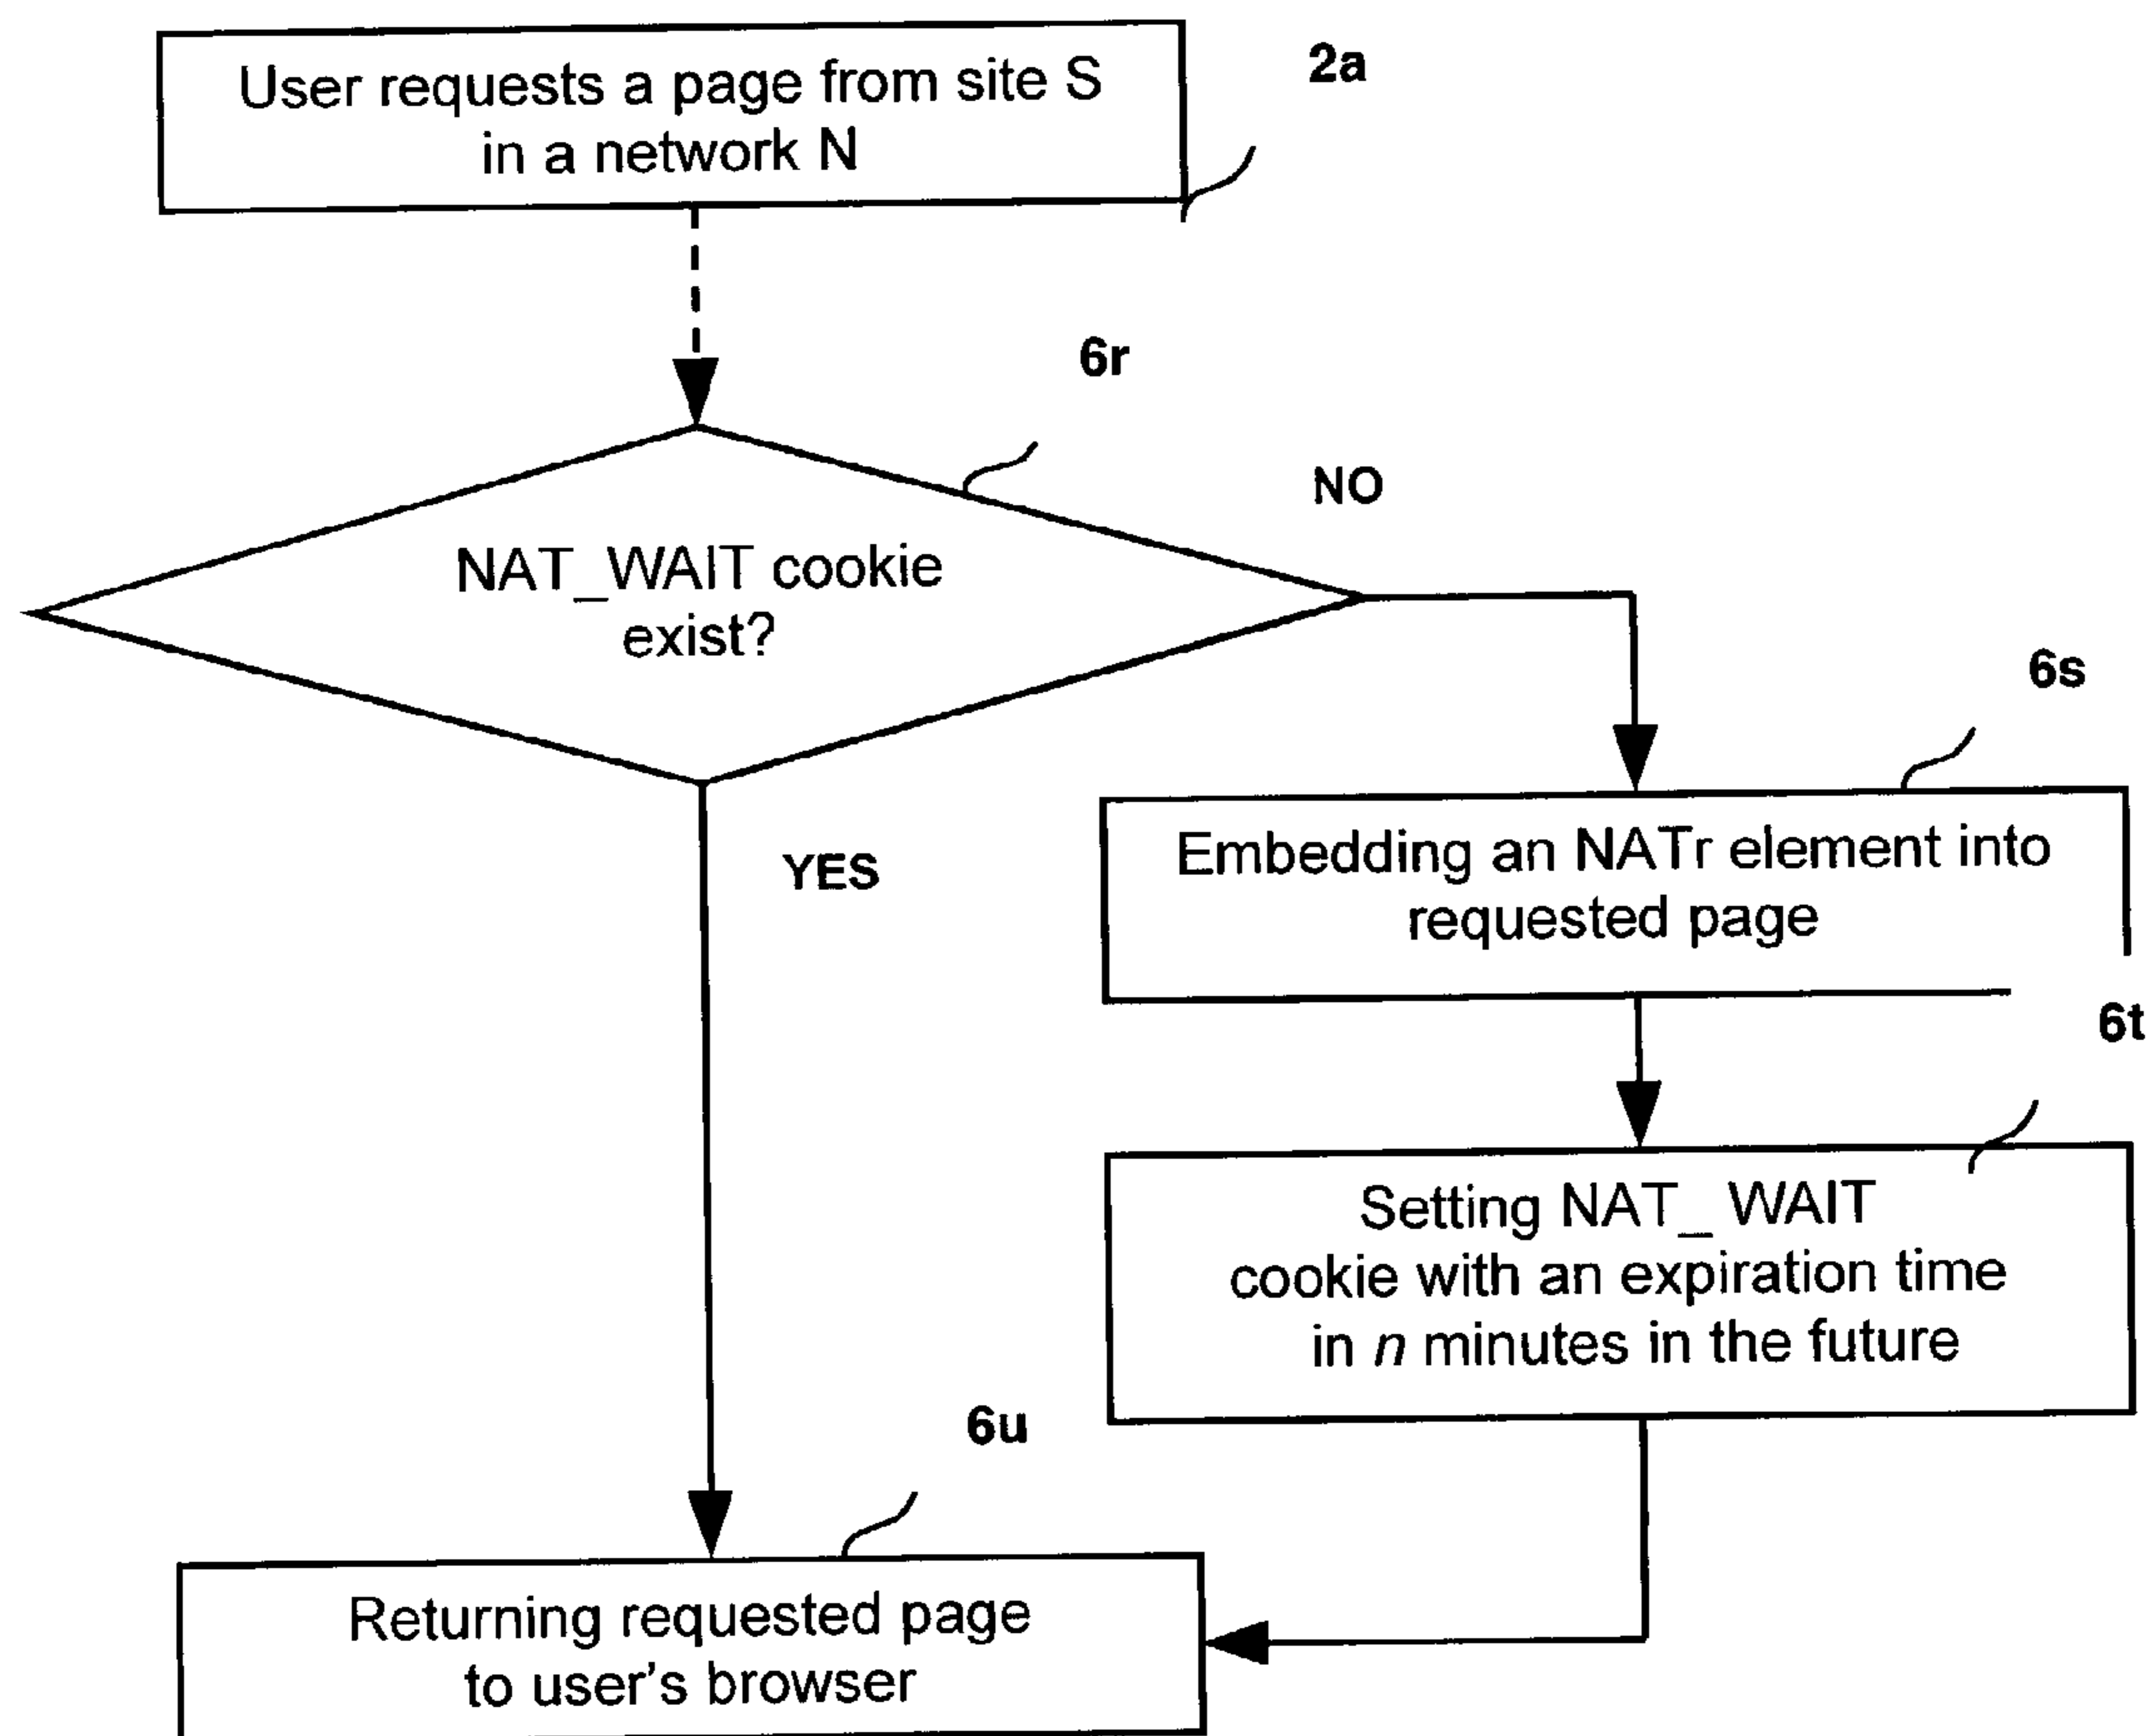 User requests a page from site S
in a network N
2a
6r
NAT_WAIT cookie
exist?
NO
YES
6s
Embedding an NATr element into
requested page
6t
Setting NAT_ WAIT
cookie with an expiration time
in n minutes in the future
6u
Returning requested page
to user's browser